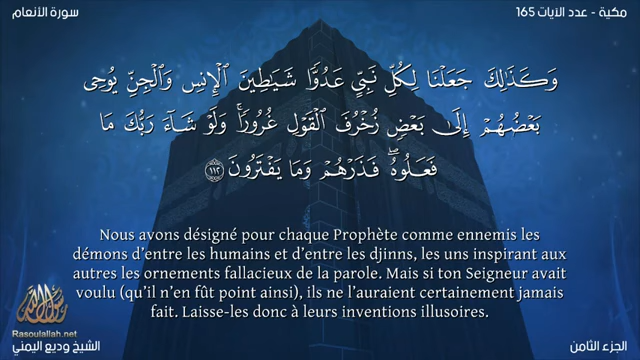 مكية - عدد الآيات 165
سورة الأنعام
وَكَذَٰلِكَ جَعَلْنَا لِكُلِّ نَبِيٍّ عَدُوًّا شَيَٰطِينَ ٱلْإِنسِ وَٱلْجِنِّ يُوحِى
بَعْضُهُمْ إِلَىٰ بَعْضٍ زُخْرُفَ ٱلْقَوْلِ غُرُورًا ۚ وَلَوْ شَآءَ رَبُّكَ مَا
فَعَلُوهُ ۖ فَذَرْهُمْ وَمَا يَفْتَرُونَ ١١٢
Nous avons désigné pour chaque Prophète comme ennemis les
démons d’entre les humains et d’entre les djinns, les uns inspirant aux
autres les ornements fallacieux de la parole. Mais si ton Seigneur avait
voulu (qu’il n’en fût point ainsi), ils ne l’auraient certainement jamais
fait. Laisse-les donc à leurs inventions illusoires.
رسول الله
Rasoulallah.net
الجزء الثامن
الشيخ وديع اليمني